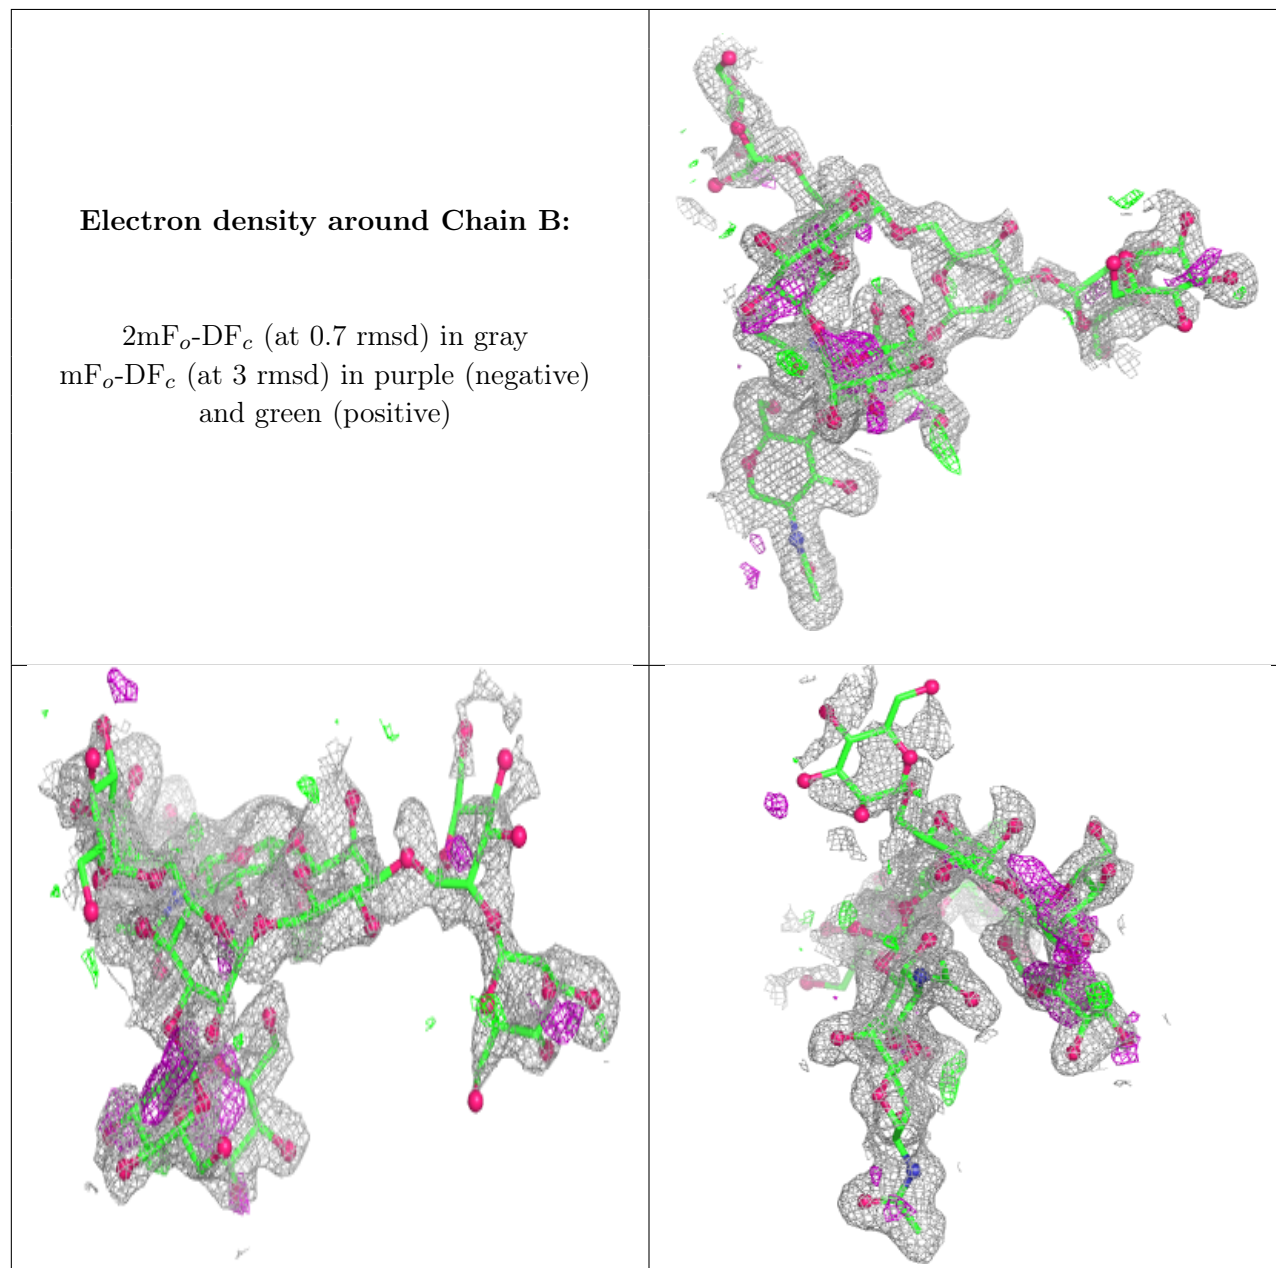 Electron density around Chain B:
2mFo-DFc (at 0.7 rmsd) in gray
mFo-DFc (at 3 rmsd) in purple (negative)
and green (positive)